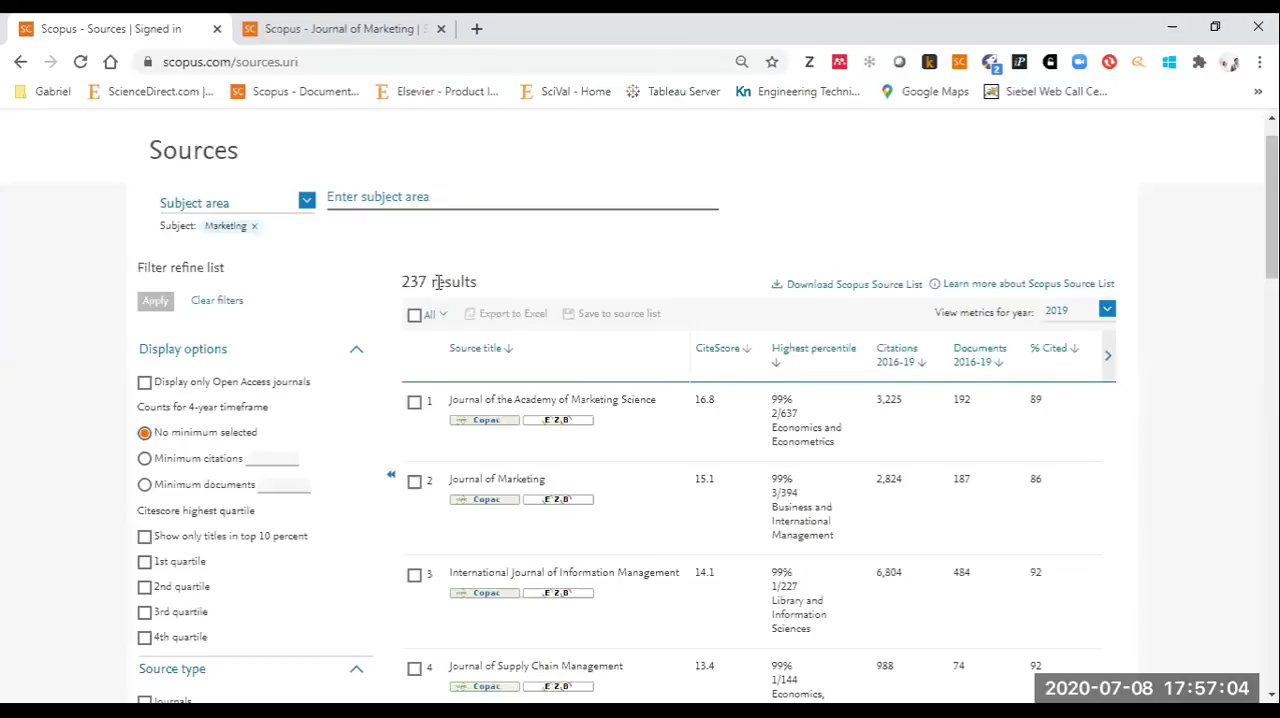 Scopus - Sources | Signed in
Scopus - Journal of Marketing | S
scopus.com/sources.uri
Gabriel
ScienceDirect.com |...
Scopus - Document...
Elsevier - Product I...
SciVal - Home
Tableau Server
Kn Engineering Techni...
Google Maps
Siebel Web Call Ce...
Sources
Subject area
Enter subject area
Subject: Marketing ×
Filter refine list
Apply
Clear filters
237 results
Download Scopus Source List
Learn more about Scopus Source List
All
Export to Excel
Save to source list
View metrics for year: 2019
Display options
Display only Open Access journals
Counts for 4-year timeframe
No minimum selected
Minimum citations
Minimum documents
Citescore highest quartile
Show only titles in top 10 percent
1st quartile
2nd quartile
3rd quartile
4th quartile
Source type
Journals
Source title CiteScore Highest percentile Citations 2016-19 Documents 2016-19 % Cited
1 Journal of the Academy of Marketing Science 16.8 99% 3,225 192 89
2/637
Economics and
Econometrics
Copac EZB
2 Journal of Marketing 15.1 99% 2,824 187 86
3/394
Business and
International
Management
Copac EZB
3 International Journal of Information Management 14.1 99% 6,804 484 92
1/227
Library and
Information
Sciences
Copac EZB
4 Journal of Supply Chain Management 13.4 99% 988 74 92
1/144
Economics,
Copac EZB
2020-07-08 17:57:04